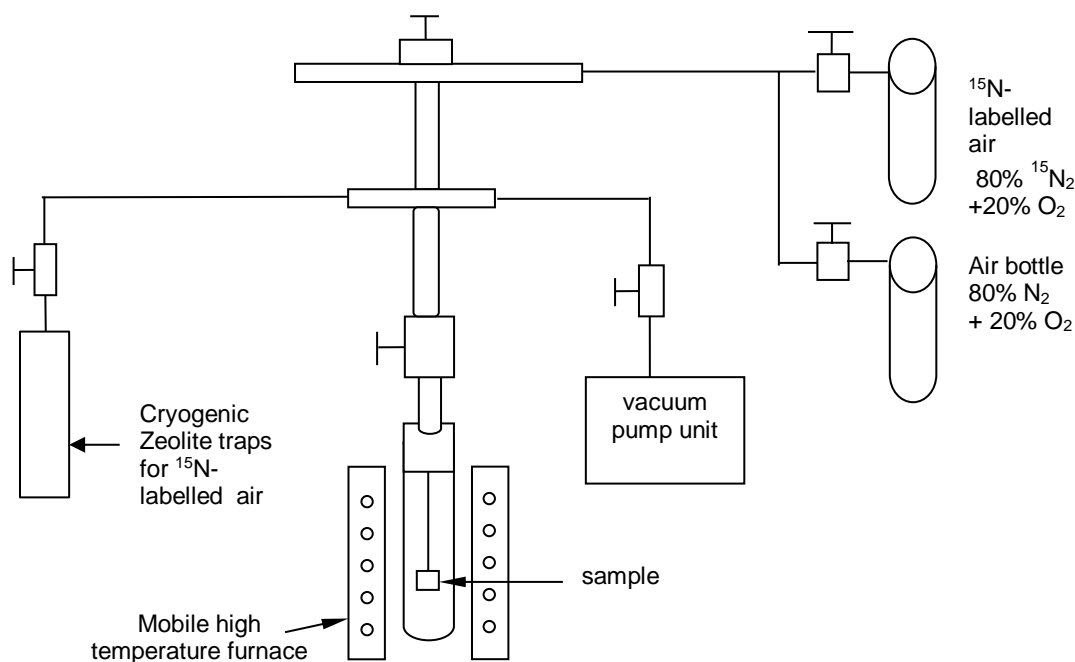 ¹⁵N-
labelled
air
80% ¹⁵N₂
+20% O₂
Air bottle
80% N₂
+ 20% O₂
Cryogenic
Zeolite traps
for ¹⁵N-
labelled air
vacuum
pump unit
sample
Mobile high
temperature furnace